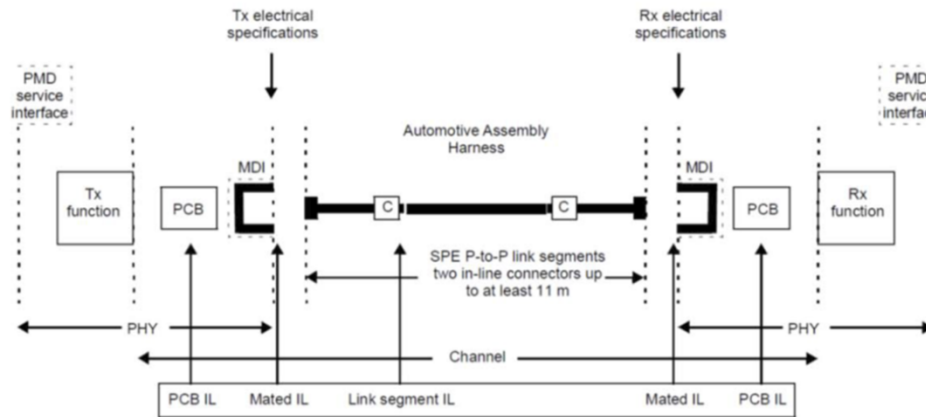 Tx electrical
specifications
Rx electrical
specifications
PMD
service
interface
PMD
service
interfac
Automotive Assembly
Harness
MDI
MDI
Tx
function
PCB
C
C
PCB
Rx
function
SPE P-to-P link segments
two in-line connectors up
to at least 11 m
PHY
PHY
Channel
PCB IL
Mated IL
Link segment IL
Mated IL
PCB IL